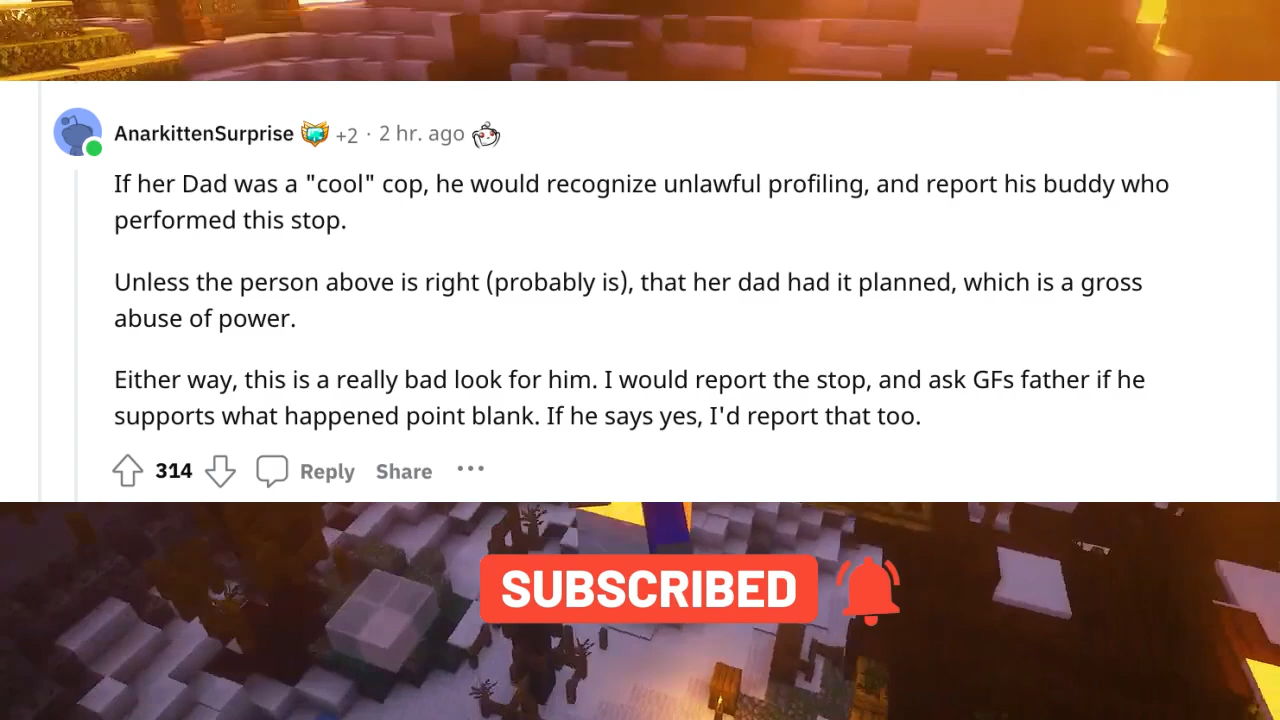 AnarkittenSurprise +2 · 2 hr. ago
If her Dad was a "cool" cop, he would recognize unlawful profiling, and report his buddy who
performed this stop.
Unless the person above is right (probably is), that her dad had it planned, which is a gross
abuse of power.
Either way, this is a really bad look for him. I would report the stop, and ask GFs father if he
supports what happened point blank. If he says yes, I'd report that too.
314 Reply Share ···
SUBSCRIBED